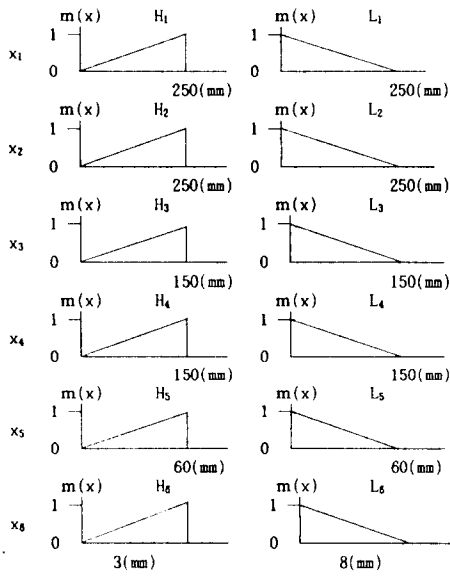 m(x) H₁ m(x) L₁
x₁ 1 1
0 0
250(mm) 250(mm)
m(x) H₂ m(x) L₂
x₂ 1 1
0 0
250(mm) 250(mm)
m(x) H₃ m(x) L₃
x₃ 1 1
0 0
150(mm) 150(mm)
m(x) H₄ m(x) L₄
x₄ 1 1
0 0
150(mm) 150(mm)
m(x) H₅ m(x) L₅
x₅ 1 1
0 0
60(mm) 60(mm)
m(x) H₆ m(x) L₆
x₆ 1 1
0 0
3(mm) 8(mm)